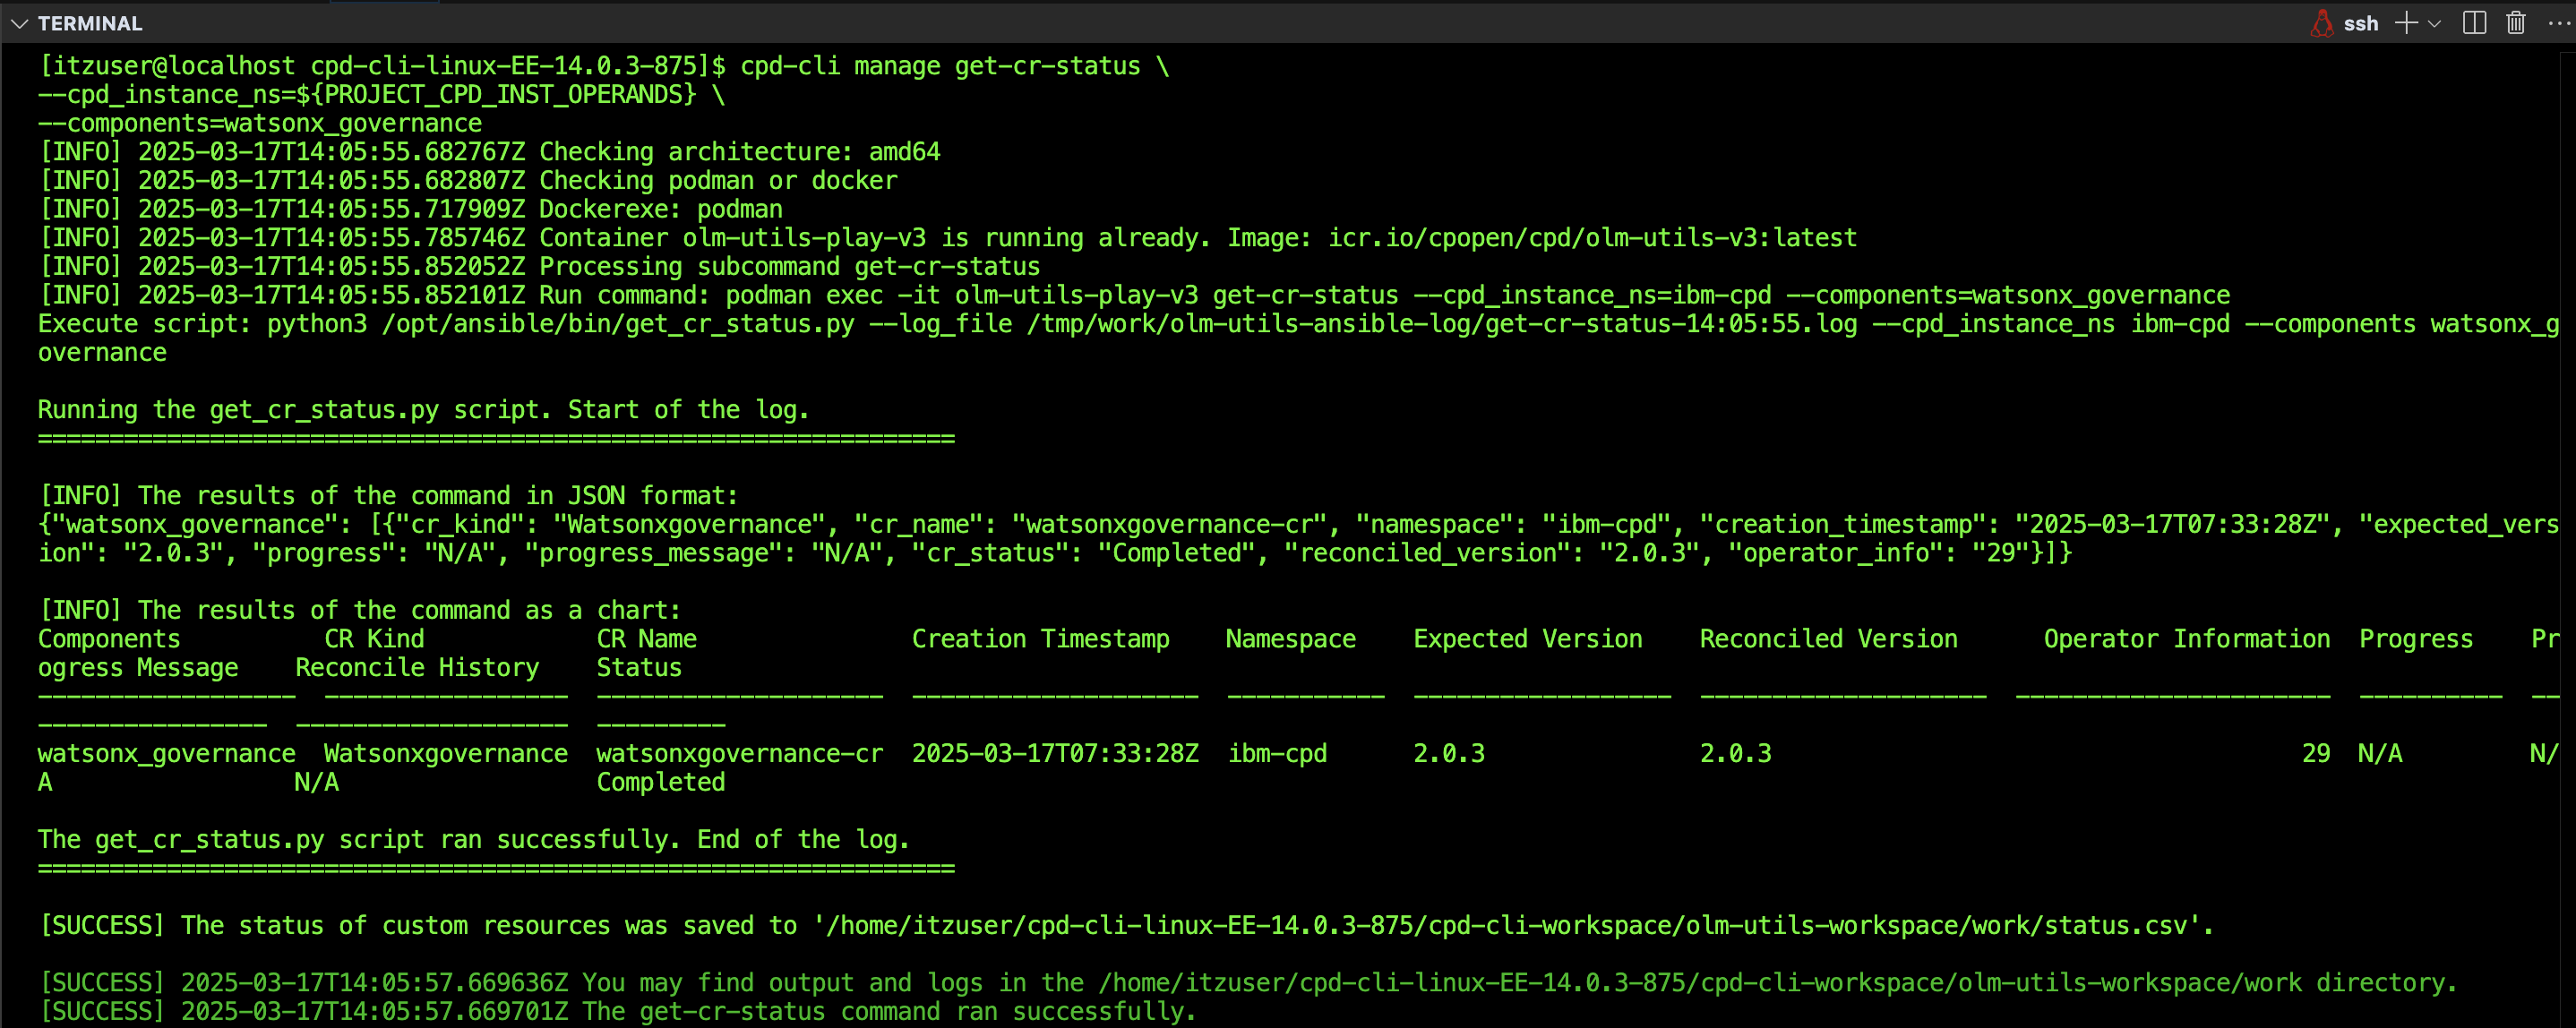 TERMINAL
ssh
[itzuser@localhost cpd-cli-linux-EE-14.0.3-875]$ cpd-cli manage get-cr-status \
--cpd_instance_ns=${PROJECT_CPD_INST_OPERANDS} \
--components=watsonx_governance
[INFO] 2025-03-17T14:05:55.682767Z Checking architecture: amd64
[INFO] 2025-03-17T14:05:55.682807Z Checking podman or docker
[INFO] 2025-03-17T14:05:55.717909Z Dockerexe: podman
[INFO] 2025-03-17T14:05:55.785746Z Container olm-utils-play-v3 is running already. Image: icr.io/cpopen/cpd/olm-utils-v3:latest
[INFO] 2025-03-17T14:05:55.852052Z Processing subcommand get-cr-status
[INFO] 2025-03-17T14:05:55.852101Z Run command: podman exec -it olm-utils-play-v3 get-cr-status --cpd_instance_ns=ibm-cpd --components=watsonx_governance
Execute script: python3 /opt/ansible/bin/get_cr_status.py --log_file /tmp/work/olm-utils-ansible-log/get-cr-status-14:05:55.log --cpd_instance_ns ibm-cpd --components watsonx_g
overnance
Running the get_cr_status.py script. Start of the log.
================================================================
[INFO] The results of the command in JSON format:
{"watsonx_governance": [{"cr_kind": "Watsonxgovernance", "cr_name": "watsonxgovernance-cr", "namespace": "ibm-cpd", "creation_timestamp": "2025-03-17T07:33:28Z", "expected_vers
ion": "2.0.3", "progress": "N/A", "progress_message": "N/A", "cr_status": "Completed", "reconciled_version": "2.0.3", "operator_info": "29"}]}
[INFO] The results of the command as a chart:
Components          CR Kind            CR Name               Creation Timestamp    Namespace    Expected Version    Reconciled Version      Operator Information  Progress    Pr
ogress Message    Reconcile History    Status
------------------  -----------------  --------------------  --------------------  -----------  ------------------  --------------------  ----------------------  ----------  --
----------------  -------------------  ---------
watsonx_governance  Watsonxgovernance  watsonxgovernance-cr  2025-03-17T07:33:28Z  ibm-cpd      2.0.3               2.0.3                                     29  N/A         N/
A                 N/A                  Completed
The get_cr_status.py script ran successfully. End of the log.
================================================================
[SUCCESS] The status of custom resources was saved to '/home/itzuser/cpd-cli-linux-EE-14.0.3-875/cpd-cli-workspace/olm-utils-workspace/work/status.csv'.
[SUCCESS] 2025-03-17T14:05:57.669636Z You may find output and logs in the /home/itzuser/cpd-cli-linux-EE-14.0.3-875/cpd-cli-workspace/olm-utils-workspace/work directory.
[SUCCESS] 2025-03-17T14:05:57.669701Z The get-cr-status command ran successfully.